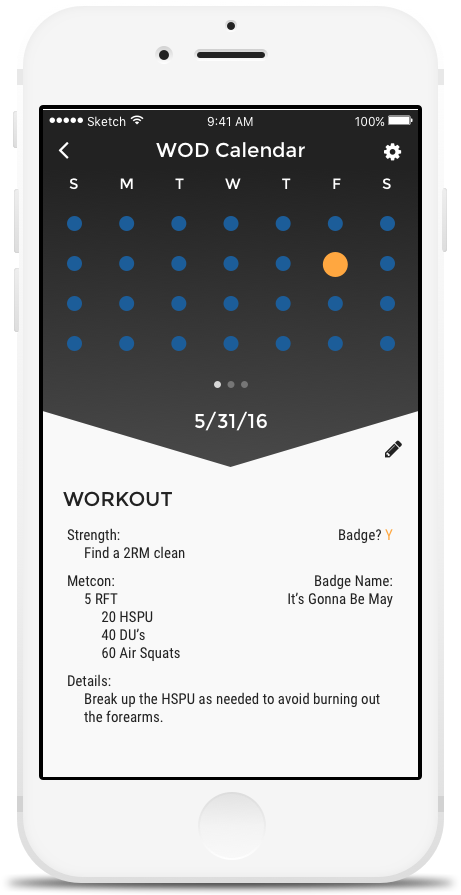 Sketch 9:41 AM 100%
WOD Calendar
S M T W T F S
5/31/16
WORKOUT
Strength: Badge? Y
Find a 2RM clean
Metcon: Badge Name:
5 RFT It's Gonna Be May
20 HSPU
40 DU's
60 Air Squats
Details:
Break up the HSPU as needed to avoid burning out
the forearms.